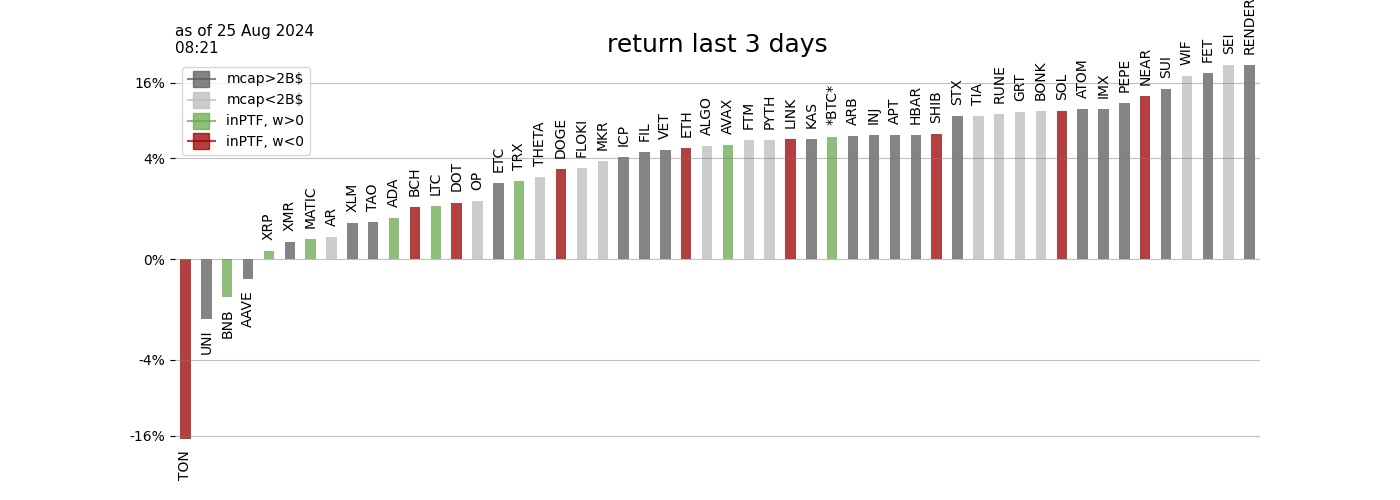 as of 25 Aug 2024
08:21
return last 3 days
mcap>2B$
mcap<2B$
inPTF, w>0
inPTF, w<0
16%
4%
0%
-4%
-16%
TON
UNI
BNB
AAVE
XRP
XMR
MATIC
AR
XLM
TAO
ADA
BCH
LTC
DOT
OP
ETC
TRX
THETA
DOGE
FLOKI
MKR
ICP
FIL
VET
ETH
ALGO
AVAX
FTM
PYTH
LINK
KAS
*BTC*
ARB
INJ
APT
HBAR
SHIB
STX
TIA
RUNE
GRT
BONK
SOL
ATOM
IMX
PEPE
NEAR
SUI
WIF
FET
SEI
RENDER